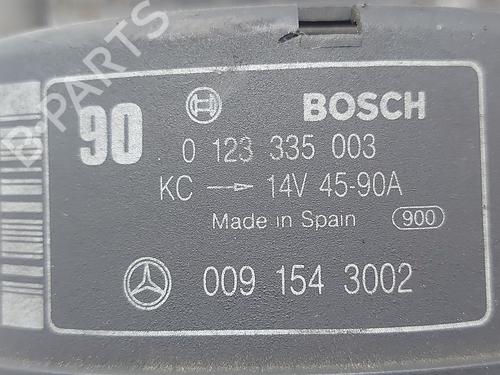 B-PARTS
90 BOSCH
0 123 335 003
KC → 14V 45-90A
Made in Spain 900
009 154 3002